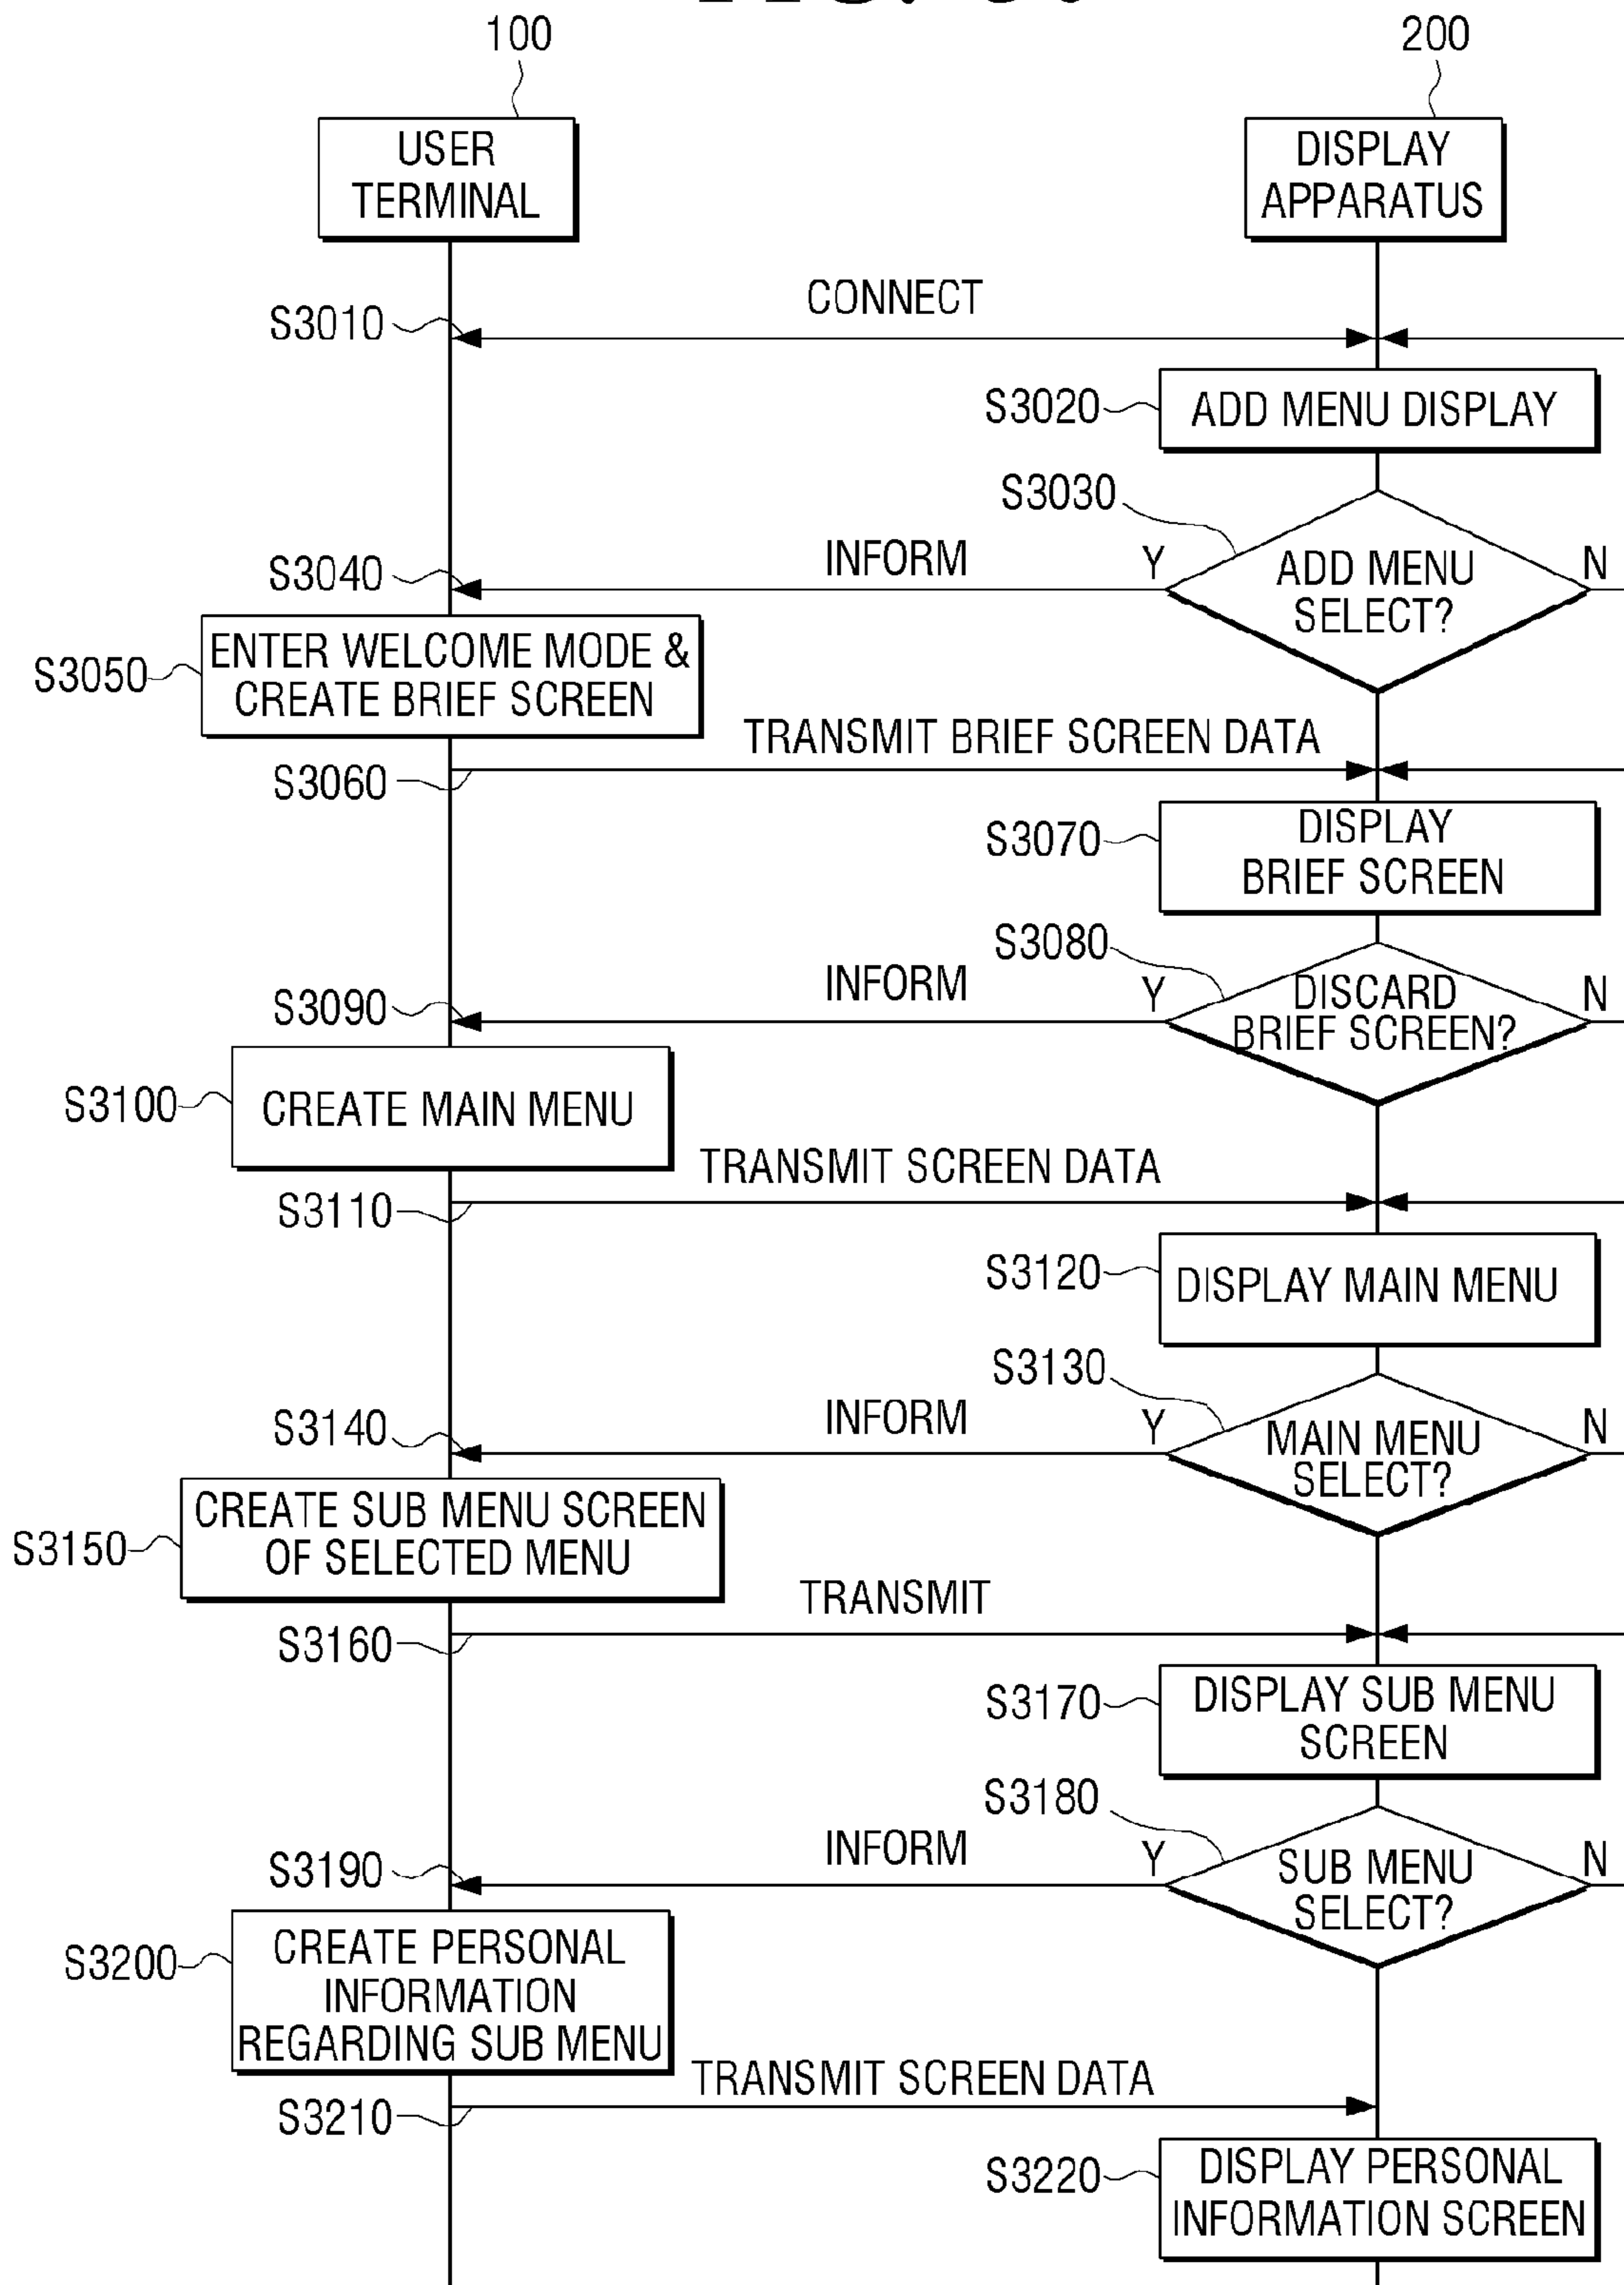 100
200
USER
TERMINAL
DISPLAY
APPARATUS
CONNECT
S3010
S3020
ADD MENU DISPLAY
S3030
INFORM
Y
N
S3040
ADD MENU
SELECT?
S3050
ENTER WELCOME MODE &
CREATE BRIEF SCREEN
TRANSMIT BRIEF SCREEN DATA
S3060
S3070
DISPLAY
BRIEF SCREEN
S3080
INFORM
Y
N
S3090
DISCARD
BRIEF SCREEN?
S3100
CREATE MAIN MENU
TRANSMIT SCREEN DATA
S3110
S3120
DISPLAY MAIN MENU
S3130
INFORM
Y
N
S3140
MAIN MENU
SELECT?
S3150
CREATE SUB MENU SCREEN
OF SELECTED MENU
TRANSMIT
S3160
S3170
DISPLAY SUB MENU
SCREEN
S3180
INFORM
Y
N
S3190
SUB MENU
SELECT?
S3200
CREATE PERSONAL
INFORMATION
REGARDING SUB MENU
TRANSMIT SCREEN DATA
S3210
S3220
DISPLAY PERSONAL
INFORMATION SCREEN